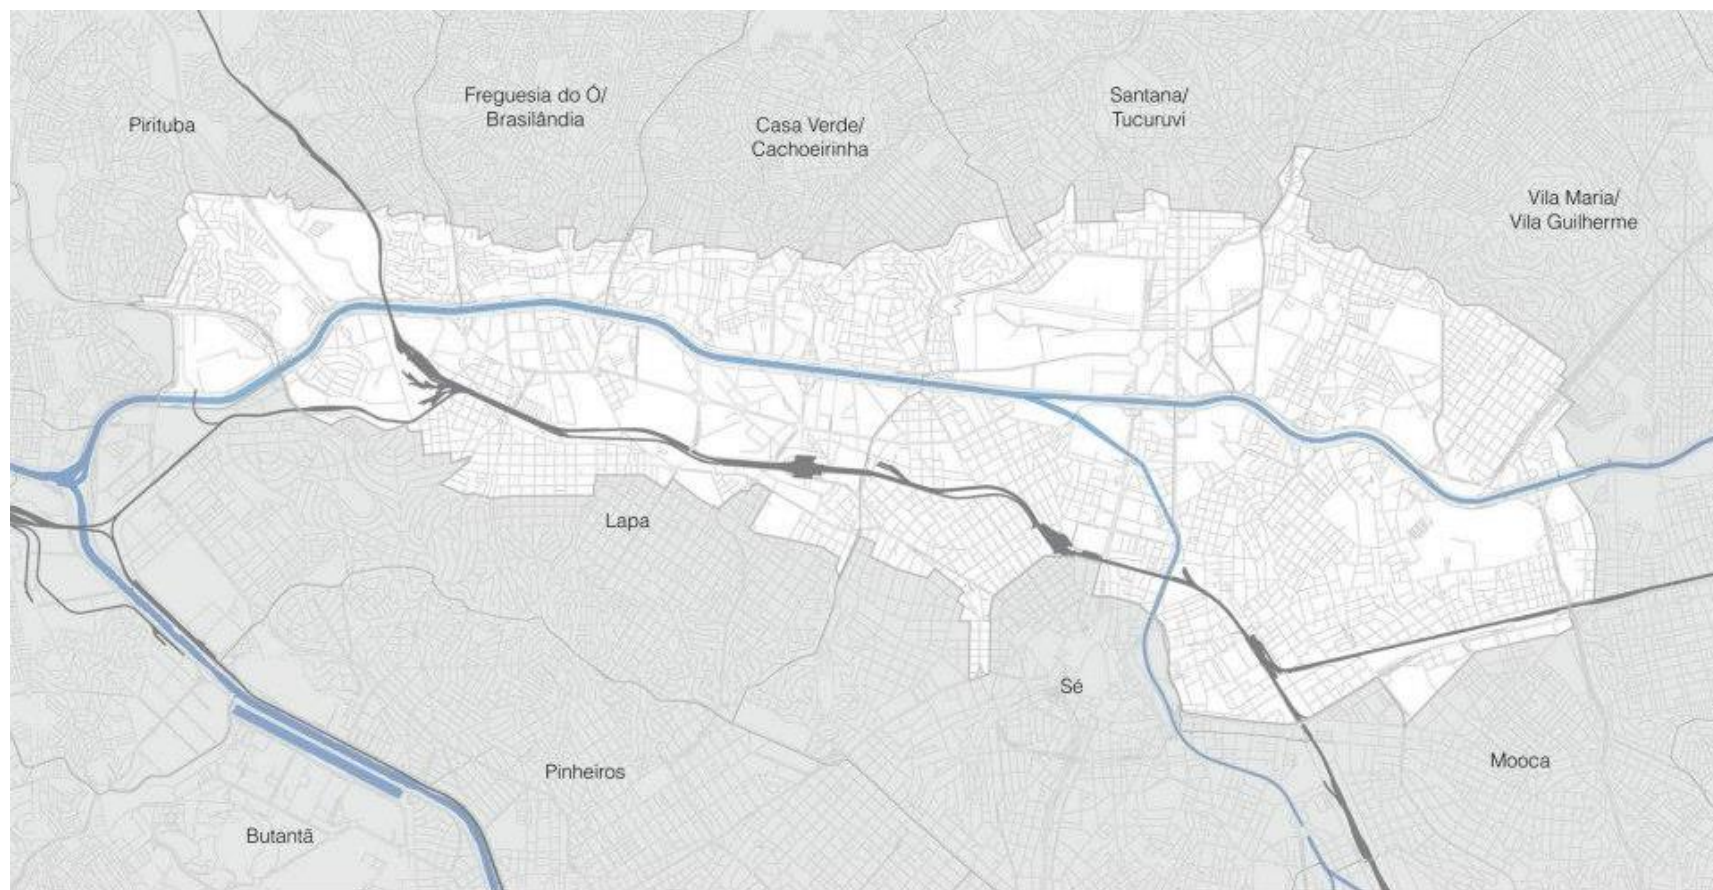 Freguesia do Ó/
Brasilândia
Santana/
Tucuruvi
Pirituba
Casa Verde/
Cachoeirinha
Vila Maria/
Vila Guilherme
Lapa
Sé
Pinheiros
Mooca
Butantã